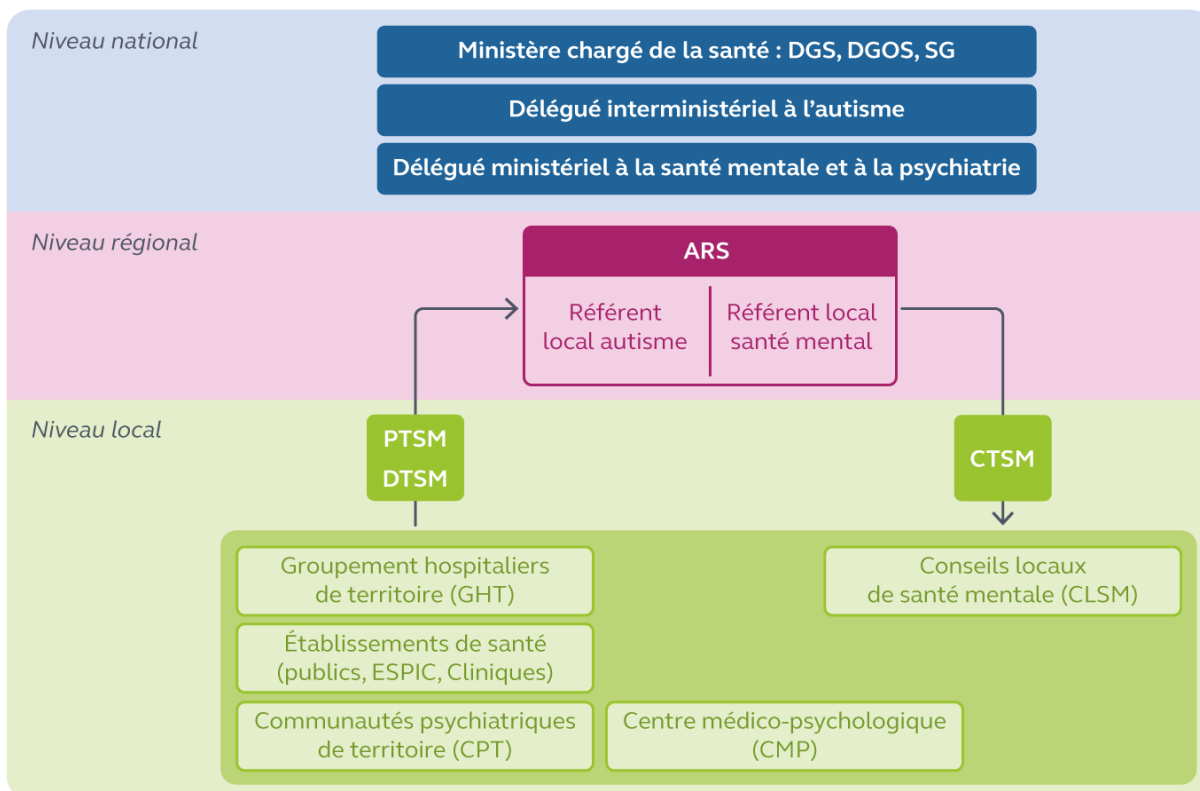 Niveau national
Ministère chargé de la santé : DGS, DGOS, SG
Délégué interministériel à l'autisme
Délégué ministériel à la santé mentale et à la psychiatrie
Niveau régional
ARS
Référent
local autisme
Référent local
santé mental
Niveau local
PTSM
DTSM
CTSM
Groupement hospitaliers
de territoire (GHT)
Conseils locaux
de santé mentale (CLSM)
Établissements de santé
(publics, ESPIC, Cliniques)
Communautés psychiatriques
de territoire (CPT)
Centre médico-psychologique
(CMP)